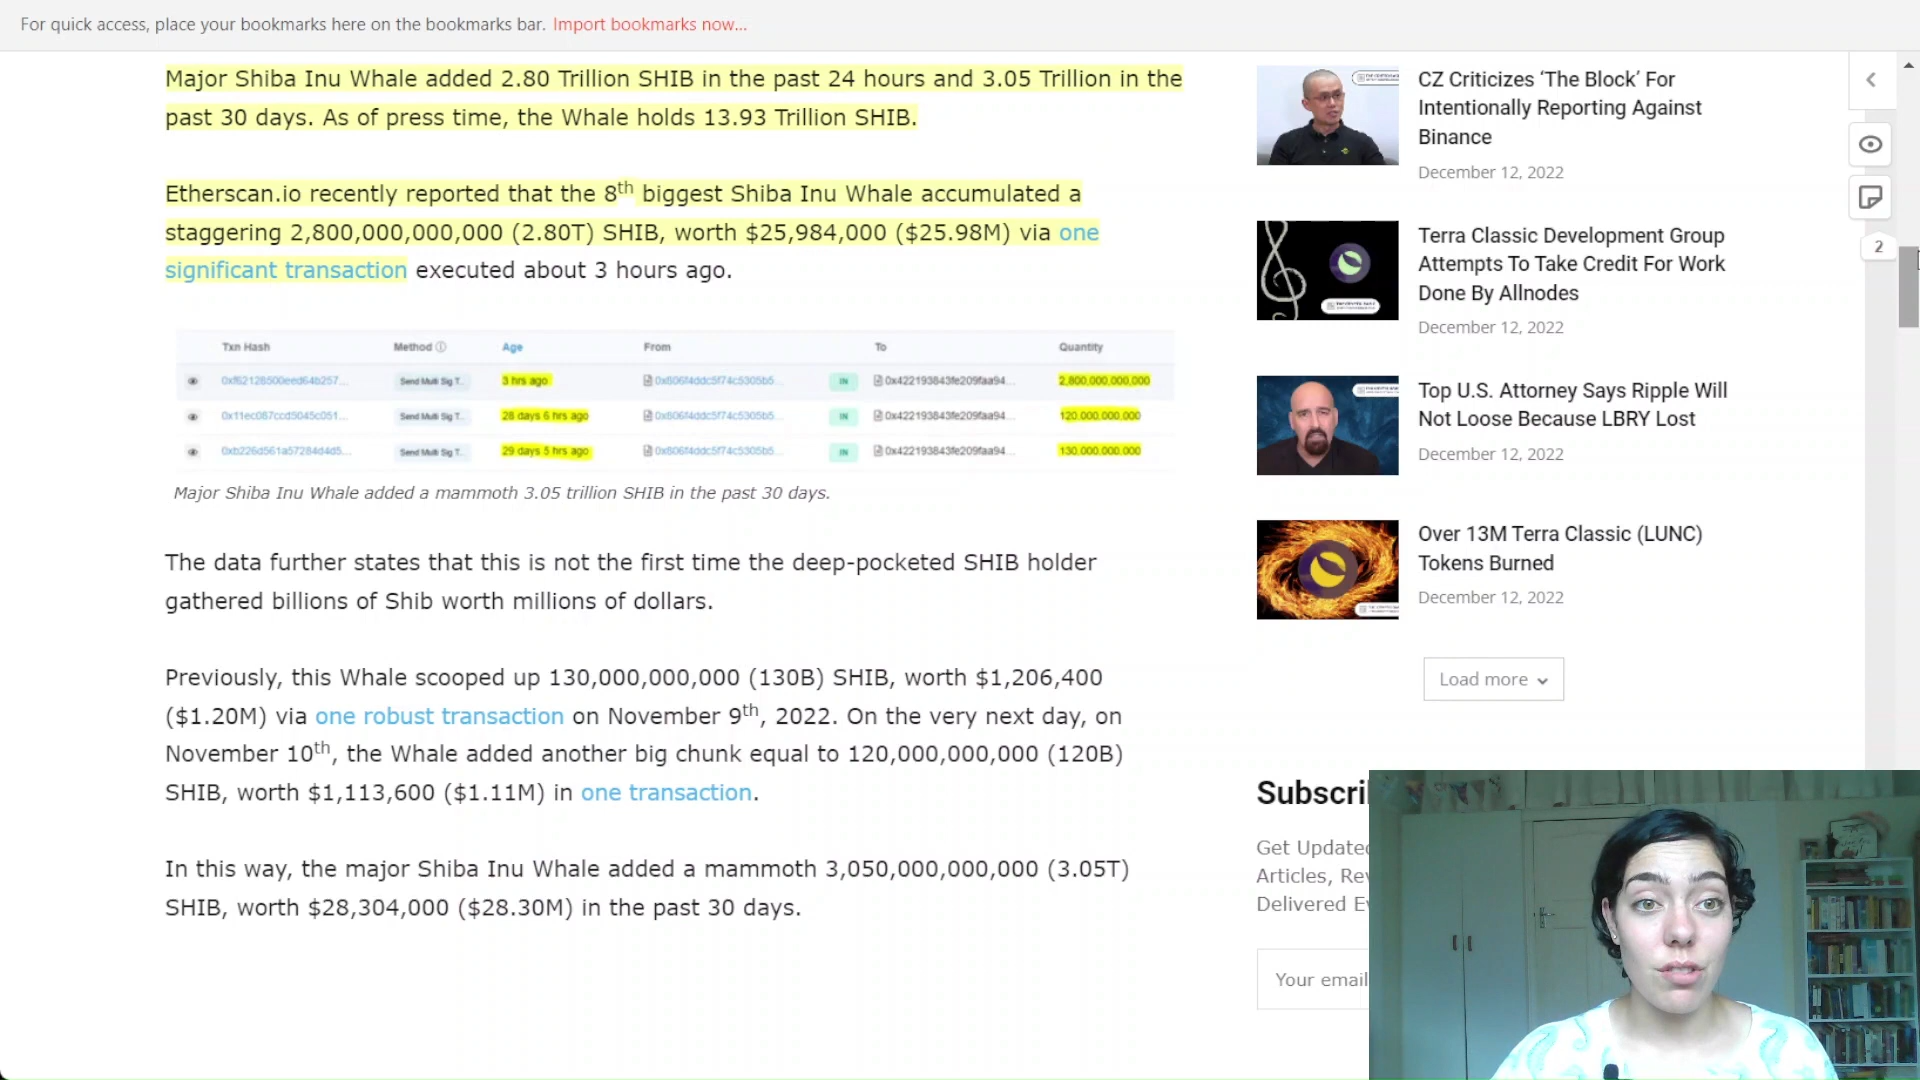 For quick access, place your bookmarks here on the bookmarks bar. Import bookmarks now...
Major Shiba Inu Whale added 2.80 Trillion SHIB in the past 24 hours and 3.05 Trillion in the
past 30 days. As of press time, the Whale holds 13.93 Trillion SHIB.
Etherscan.io recently reported that the 8th biggest Shiba Inu Whale accumulated a
staggering 2,800,000,000,000 (2.80T) SHIB, worth $25,984,000 ($25.98M) via one
significant transaction executed about 3 hours ago.
Txn Hash Method Age From To Quantity
Send Multi Sig T... 3 hrs ago IN 0x422193843fe209faa94... 2,800,000,000,000
Send Multi Sig T... 28 days 6 hrs ago IN 0x422193843fe209faa94... 120,000,000,000
Send Multi Sig T... 29 days 5 hrs ago IN 0x422193843fe209faa94... 130,000,000,000
Major Shiba Inu Whale added a mammoth 3.05 trillion SHIB in the past 30 days.
The data further states that this is not the first time the deep-pocketed SHIB holder
gathered billions of Shib worth millions of dollars.
Previously, this Whale scooped up 130,000,000,000 (130B) SHIB, worth $1,206,400
($1.20M) via one robust transaction on November 9th, 2022. On the very next day, on
November 10th, the Whale added another big chunk equal to 120,000,000,000 (120B)
SHIB, worth $1,113,600 ($1.11M) in one transaction.
In this way, the major Shiba Inu Whale added a mammoth 3,050,000,000,000 (3.05T)
SHIB, worth $28,304,000 ($28.30M) in the past 30 days.
CZ Criticizes ‘The Block’ For
Intentionally Reporting Against
Binance
December 12, 2022
Terra Classic Development Group
Attempts To Take Credit For Work
Done By Allnodes
December 12, 2022
Top U.S. Attorney Says Ripple Will
Not Loose Because LBRY Lost
December 12, 2022
Over 13M Terra Classic (LUNC)
Tokens Burned
December 12, 2022
Load more
2
Subscri
Get Update
Articles, Re
Delivered E
Your email